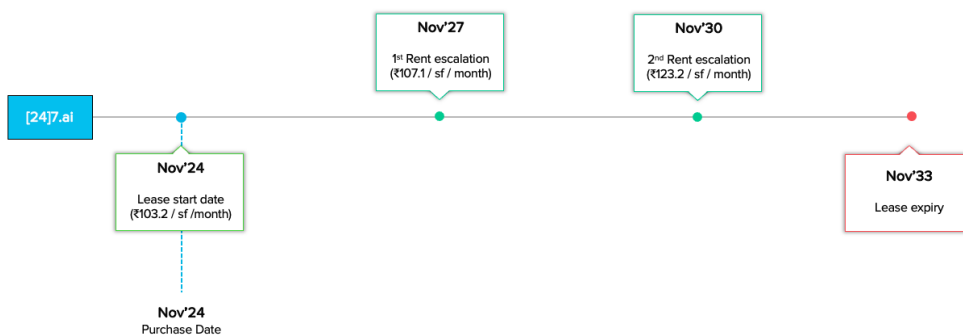 Nov'27
1st Rent escalation
(₹107.1 / sf / month)
Nov'30
2nd Rent escalation
(₹123.2 / sf / month)
[24]7.ai
Nov'24
Lease start date
(₹103.2 / sf /month)
Nov'33
Lease expiry
Nov'24
Purchase Date